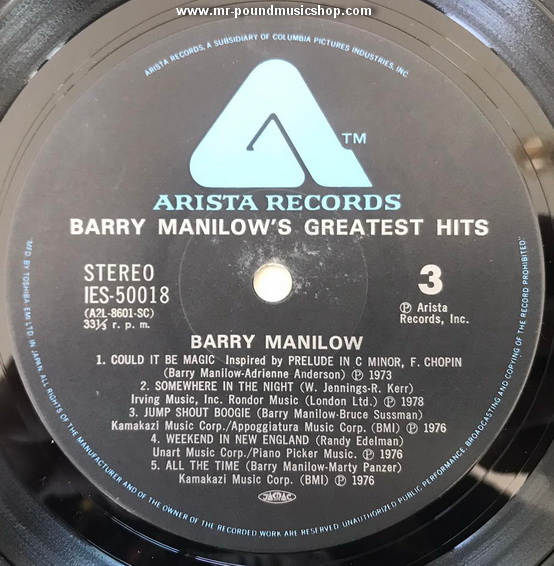 www.mr-poundmusicshop.com
ARISTA RECORDS, A SUBSIDIARY OF COLUMBIA PICTURES INDUSTRIES, INC.
TM
ARISTA RECORDS
BARRY MANILOW'S GREATEST HITS
STEREO
IES-50018
(A2L-8601-SC)
33⅓ r. p. m.
3
Ⓟ Arista
Records, Inc.
BARRY MANILOW
1. COULD IT BE MAGIC Inspired by PRELUDE IN C MINOR, F. CHOPIN
(Barry Manilow-Adrienne Anderson) Ⓟ 1973
2. SOMEWHERE IN THE NIGHT (W. Jennings-R. Kerr)
Irving Music, Inc. Rondor Music (London Ltd.) Ⓟ 1978
3. JUMP SHOUT BOOGIE (Barry Manilow-Bruce Sussman)
Kamakazi Music Corp./Appoggiatura Music Corp. (BMI) Ⓟ 1976
4. WEEKEND IN NEW ENGLAND (Randy Edelman)
Unart Music Corp./Piano Picker Music. Ⓟ 1976
5. ALL THE TIME (Barry Manilow-Marty Panzer)
Kamakazi Music Corp. (BMI) Ⓟ 1976
JASRAC
"M'F'D. BY TOSHIBA EMI LTD. IN JAPAN. ALL RIGHTS OF THE MANUFACTURER AND OF THE OWNER OF THE RECORDED WORK ARE RESERVED. UNAUTHORIZED PUBLIC PERFORMANCE, BROADCASTING AND COPYING OF THE RECORD PROHIBITED"